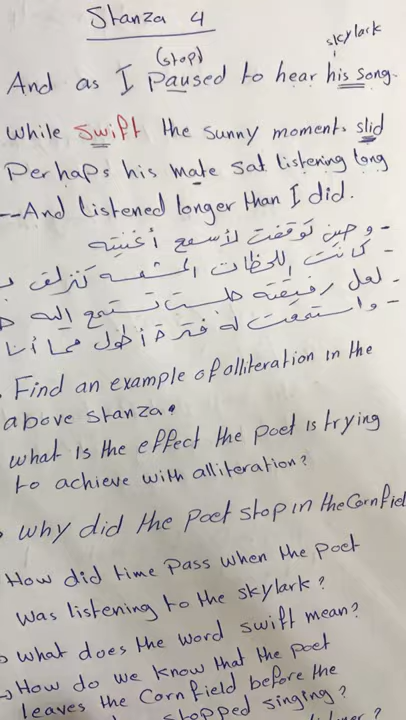 Stanza 4
skylark
(stop)
And as I Paused to hear his song.
while swift the sunny moments slid
Perhaps his mate sat listening long
--And listened longer than I did.
- وحين توقفت لأسمع أغنيته
- كانت اللحظات المشمسة تنزلق
- لعل رفيقته جلست تستمع إليه
- واستمعت له فترة أطول مما أنا
Find an example of alliteration in the
above stanza.
what Is the effect the poet Is trying
to achieve with alliteration?
why did the Poet stop in the Cornfiel
How did time Pass when the poet
was listening to the skylark?
what does the word swift mean?
How do we know that the poet
leaves the Cornfield before the
stopped singing?